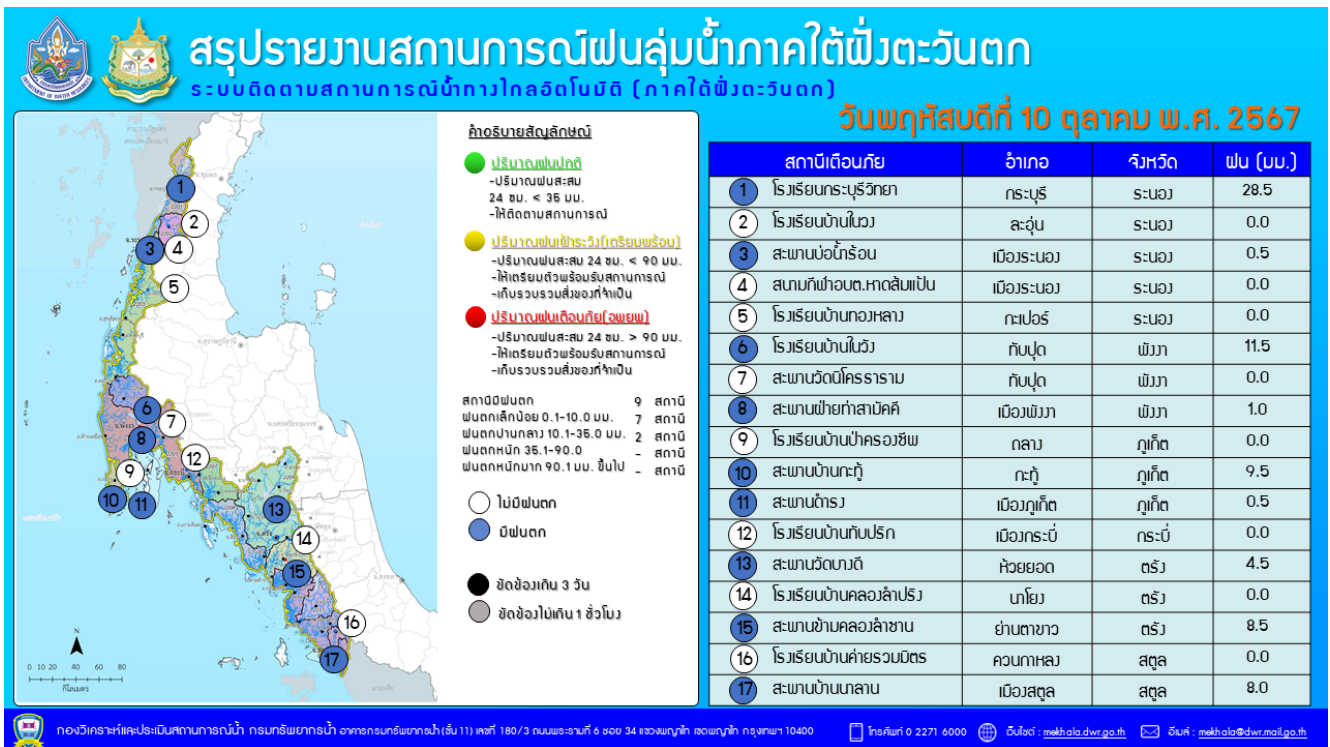 สรุปรายงานสถานการณ์ฝนลุ่มน้ำภาคใต้ฝั่งตะวันตก
ระบบติดตามสถานการณ์น้ำทางไกลอัตโนมัติ (ภาคใต้ฝั่งตะวันตก)
วันพฤหัสบดีที่ 10 ตุลาคม พ.ศ. 2567
คำอธิบายสัญลักษณ์
ปริมาณฝนปกติ
-ปริมาณฝนสะสม
24 ชม. < 35 มม.
-ให้ติดตามสถานการณ์
ปริมาณฝนเฝ้าระวัง(เตรียมพร้อม)
-ปริมาณฝนสะสม 24 ชม. < 90 มม.
-ให้เตรียมตัวพร้อมรับสถานการณ์
-เก็บรวบรวมสิ่งของที่จำเป็น
ปริมาณฝนเตือนภัย(อพยพ)
-ปริมาณฝนสะสม 24 ชม. > 90 มม.
-ให้เตรียมตัวพร้อมรับสถานการณ์
-เก็บรวบรวมสิ่งของที่จำเป็น
สถานีมีฝนตก 9 สถานี
ฝนตกเล็กน้อย 0.1-10.0 มม. 7 สถานี
ฝนตกปานกลาง 10.1-35.0 มม. 2 สถานี
ฝนตกหนัก 35.1-90.0 - สถานี
ฝนตกหนักมาก 90.1 มม. ขึ้นไป - สถานี
ไม่มีฝนตก
มีฝนตก
ขัดข้องเกิน 3 วัน
ขัดข้องไม่เกิน 1 ชั่วโมง
1
2
3 4
5
6
7
8
12
9
10 11
13
14
15
16
17
N
0 10 20 40 60 80
กิโลเมตร
สถานีเตือนภัย อำเภอ จังหวัด ฝน (มม.)
1 โรงเรียนกระบุรีวิทยา กระบุรี ระนอง 28.5
2 โรงเรียนบ้านในวง ละอุ่น ระนอง 0.0
3 สะพานบ่อน้ำร้อน เมืองระนอง ระนอง 0.5
4 สนามกีฬาอบต.หาดส้มแป้น เมืองระนอง ระนอง 0.0
5 โรงเรียนบ้านทองหลาง กะเปอร์ ระนอง 0.0
6 โรงเรียนบ้านในวัง ทับปุด พังงา 11.5
7 สะพานวัดนิโครธาราม ทับปุด พังงา 0.0
8 สะพานฝ่ายท่าสามัคคี เมืองพังงา พังงา 1.0
9 โรงเรียนบ้านป่าครองชีพ ถลาง ภูเก็ต 0.0
10 สะพานบ้านกะทู้ กะทู้ ภูเก็ต 9.5
11 สะพานดำรง เมืองภูเก็ต ภูเก็ต 0.5
12 โรงเรียนบ้านทับปริก เมืองกระบี่ กระบี่ 0.0
13 สะพานวัดบางดี ห้วยยอด ตรัง 4.5
14 โรงเรียนบ้านคลองลำปริง นาโยง ตรัง 0.0
15 สะพานข้ามคลองลำชาน ย่านตาขาว ตรัง 8.5
16 โรงเรียนบ้านค่ายรวมมิตร ควนกาหลง สตูล 0.0
17 สะพานบ้านนาลาน เมืองสตูล สตูล 8.0
กองวิเคราะห์และประเมินสถานการณ์น้ำ กรมทรัพยากรน้ำ อาคารกรมทรัพยากรน้ำ (ชั้น 11) เลขที่ 180/3 ถนนพระรามที่ 6 ซอย 34 แขวงพญาไท เขตพญาไท กรุงเทพฯ 10400 โทรศัพท์ 0 2271 6000 เว็บไซต์ : mekhala.dwr.go.th อีเมล์ : mekhala@dwr.mail.go.th